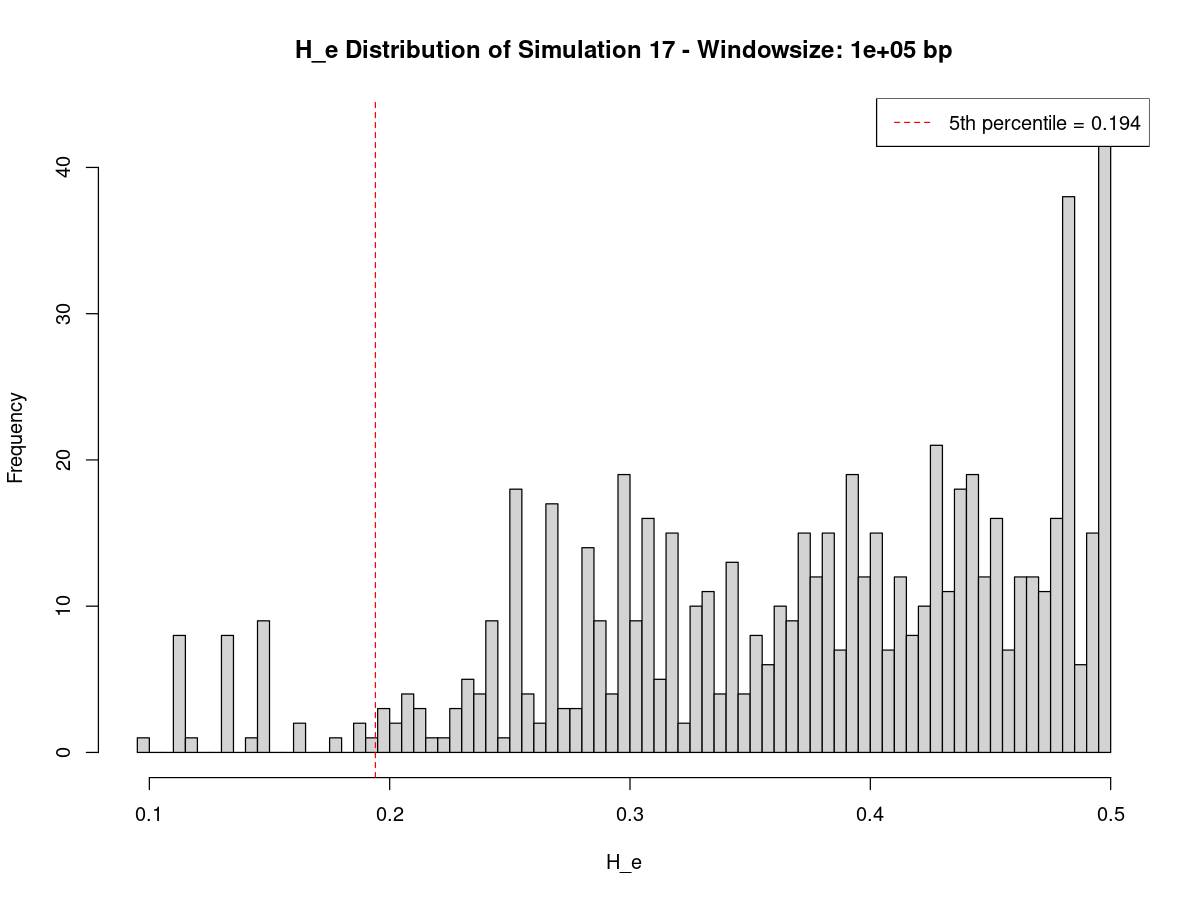 H_e Distribution of Simulation 17 - Windowsize: 1e+05 bp
5th percentile = 0.194
Frequency
40
30
20
10
0
0.1 0.2 0.3 0.4 0.5
H_e